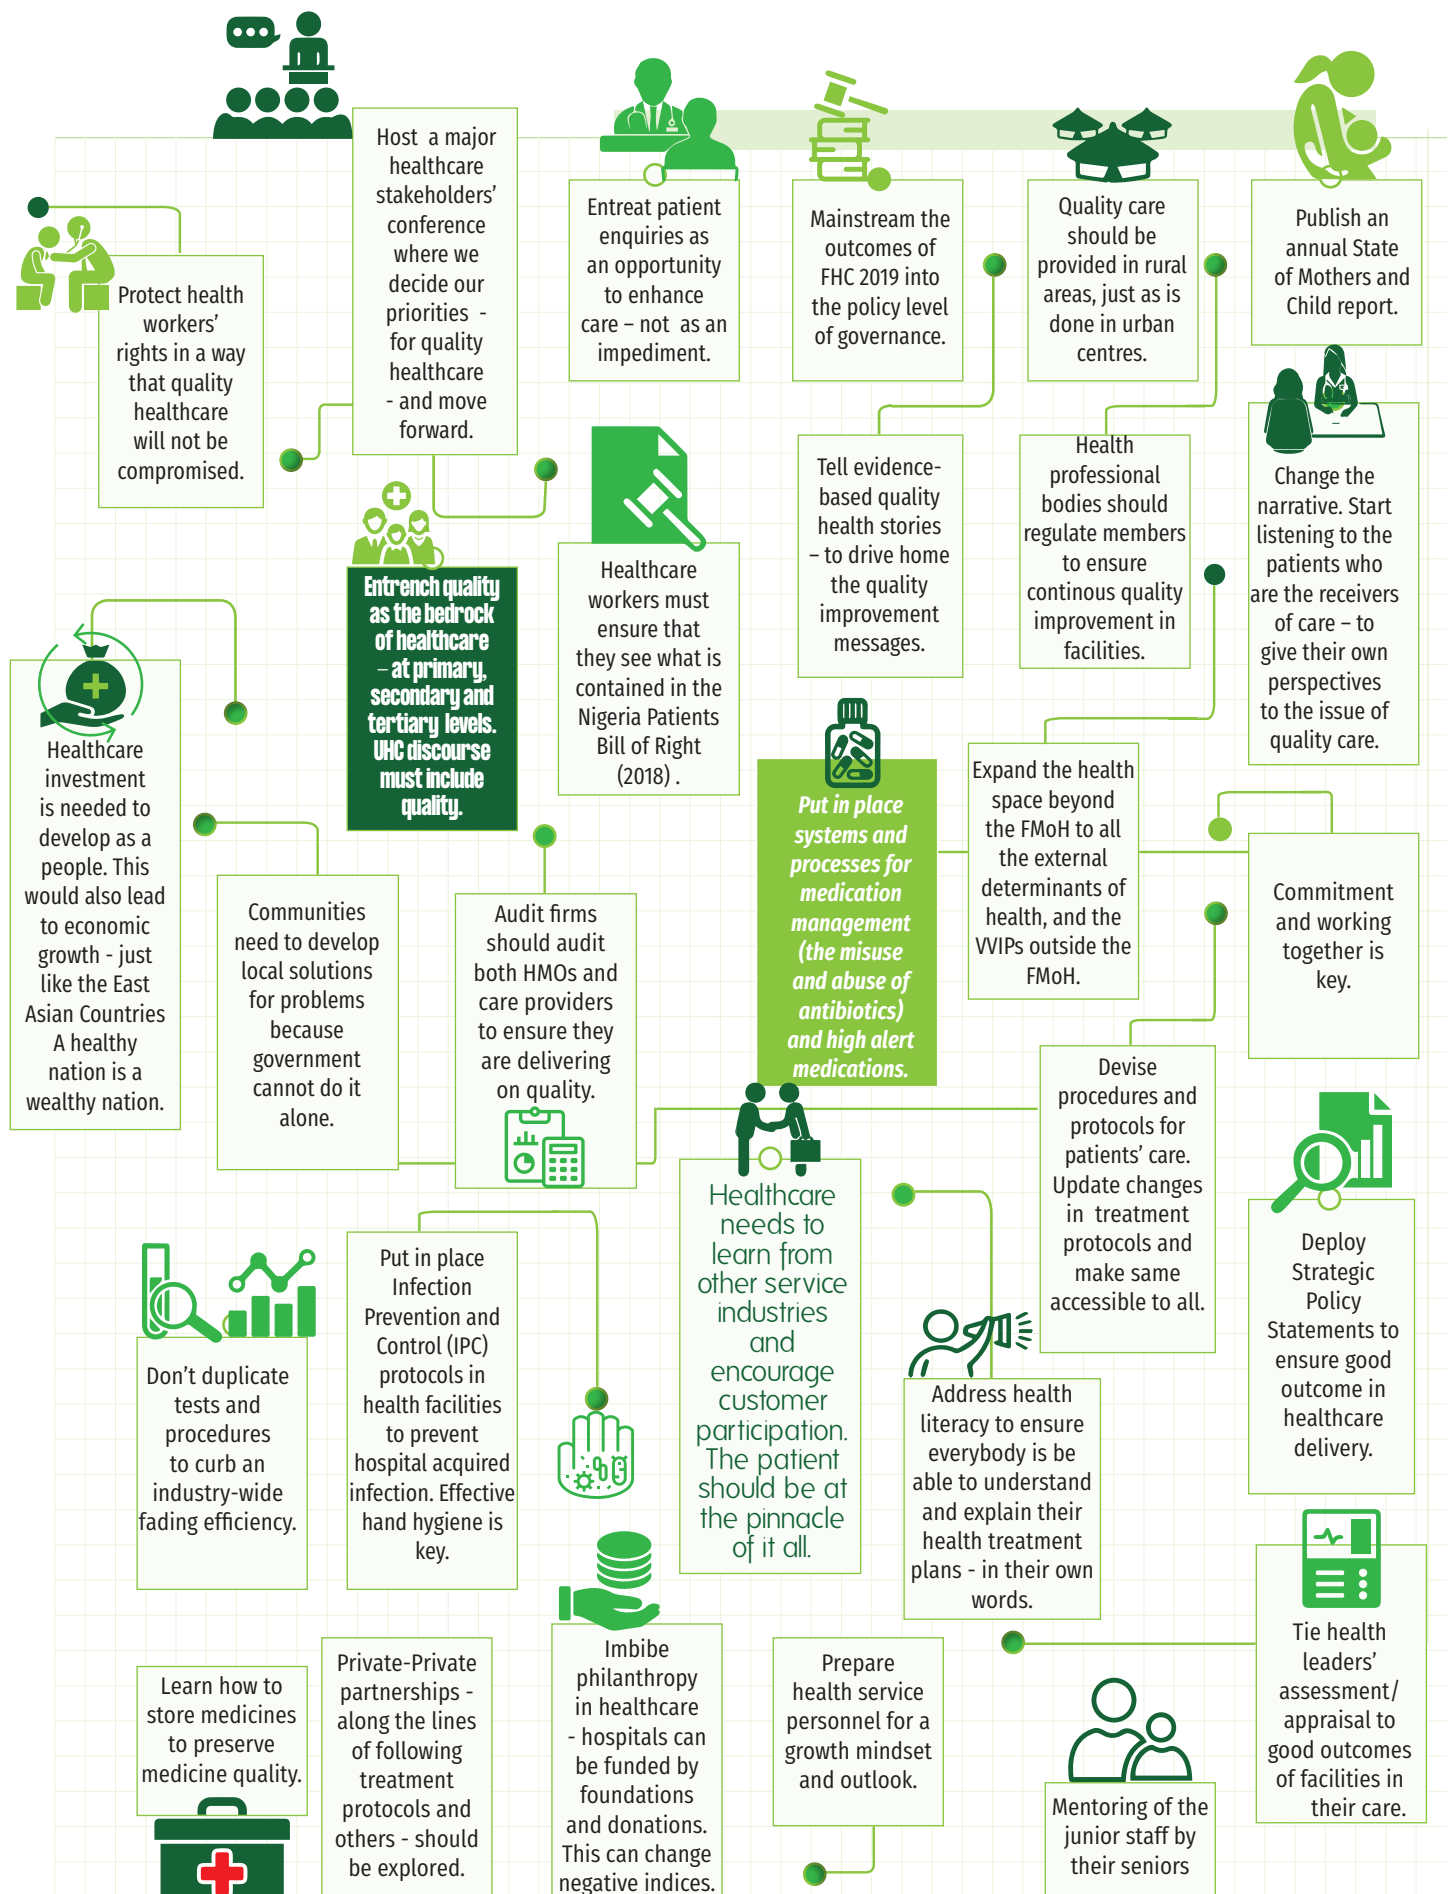 Host a major
healthcare
stakeholders’
conference
where we
decide our
priorities -
for quality
healthcare
- and move
forward.
Entreat patient
enquiries as
an opportunity
to enhance
care – not as an
impediment.
Mainstream the
outcomes of
FHC 2019 into
the policy level
of governance.
Quality care
should be
provided in rural
areas, just as is
done in urban
centres.
Publish an
annual State
of Mothers and
Child report.
Protect health
workers’
rights in a way
that quality
healthcare
will not be
compromised.
Entrench quality
as the bedrock
of healthcare
– at primary,
secondary and
tertiary levels.
UHC discourse
must include
quality.
Healthcare
workers must
ensure that
they see what is
contained in the
Nigeria Patients
Bill of Right
(2018) .
Tell evidence-
based quality
health stories
– to drive home
the quality
improvement
messages.
Health
professional
bodies should
regulate members
to ensure
continous quality
improvement in
facilities.
Change the
narrative. Start
listening to the
patients who
are the receivers
of care – to
give their own
perspectives
to the issue of
quality care.
Healthcare
investment
is needed to
develop as a
people. This
would also lead
to economic
growth - just
like the East
Asian Countries
A healthy
nation is a
wealthy nation.
Communities
need to develop
local solutions
for problems
because
government
cannot do it
alone.
Audit firms
should audit
both HMOs and
care providers
to ensure they
are delivering
on quality.
Put in place
systems and
processes for
medication
management
(the misuse
and abuse of
antibiotics)
and high alert
medications.
Expand the health
space beyond
the FMoH to all
the external
determinants of
health, and the
VVIPs outside the
FMoH.
Commitment
and working
together is
key.
Devise
procedures and
protocols for
patients’ care.
Update changes
in treatment
protocols and
make same
accessible to all.
Don’t duplicate
tests and
procedures
to curb an
industry-wide
fading efficiency.
Put in place
Infection
Prevention and
Control (IPC)
protocols in
health facilities
to prevent
hospital acquired
infection. Effective
hand hygiene is
key.
Healthcare
needs to
learn from
other service
industries
and
encourage
customer
participation.
The patient
should be at
the pinnacle
of it all.
Address health
literacy to ensure
everybody is be
able to understand
and explain their
health treatment
plans - in their own
words.
Deploy
Strategic
Policy
Statements to
ensure good
outcome in
healthcare
delivery.
Learn how to
store medicines
to preserve
medicine quality.
Private-Private
partnerships -
along the lines
of following
treatment
protocols and
others - should
be explored.
Imbibe
philanthropy
in healthcare
- hospitals can
be funded by
foundations
and donations.
This can change
negative indices.
Prepare
health service
personnel for a
growth mindset
and outlook.
Mentoring of the
junior staff by
their seniors
Tie health
leaders’
assessment/
appraisal to
good outcomes
of facilities in
their care.